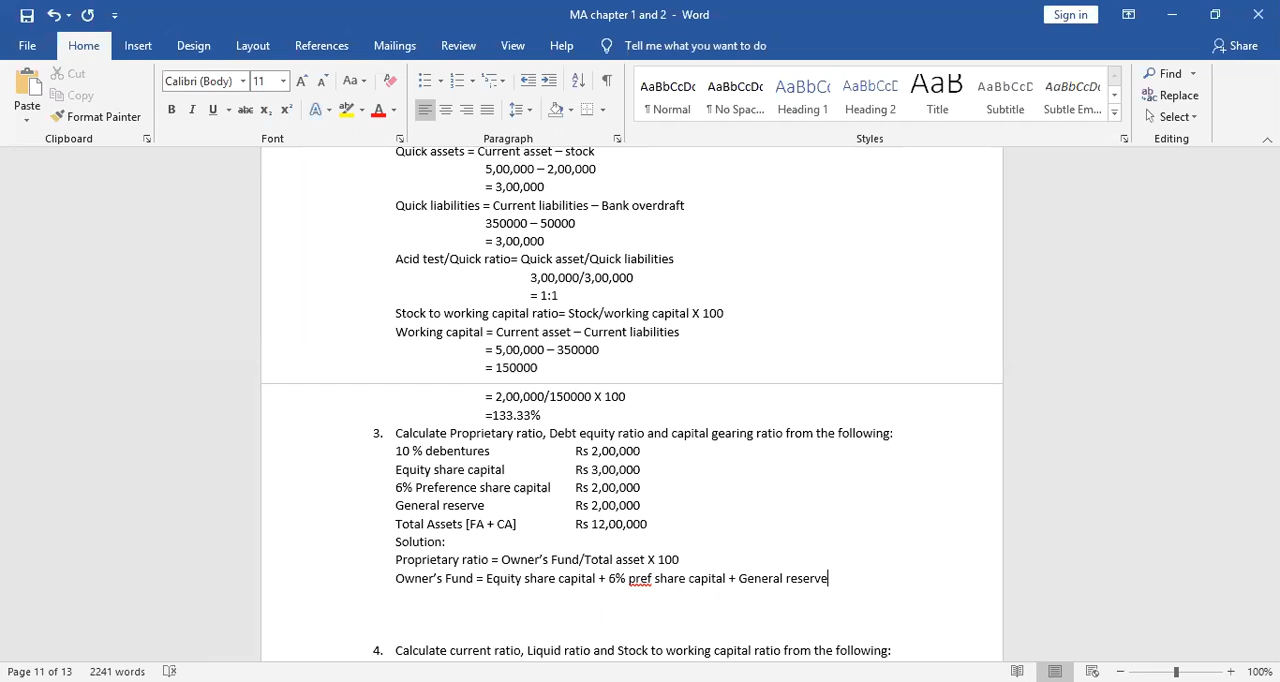 MA chapter 1 and 2 - Word
Sign in
File Home Insert Design Layout References Mailings Review View Help Tell me what you want to do Share
Paste Cut Copy Format Painter
Calibri (Body) 11
AaBbCcDc AaBbCcDc AaBbCc AaBbCcD AaB AaBbCcDc AaBbCcDc
¶ Normal ¶ No Spac... Heading 1 Heading 2 Title Subtitle Subtle Em...
Find Replace Select
Clipboard Font Paragraph Styles Editing
Quick assets = Current asset – stock
5,00,000 – 2,00,000
= 3,00,000
Quick liabilities = Current liabilities – Bank overdraft
350000 – 50000
= 3,00,000
Acid test/Quick ratio= Quick asset/Quick liabilities
3,00,000/3,00,000
= 1:1
Stock to working capital ratio= Stock/working capital X 100
Working capital = Current asset – Current liabilities
= 5,00,000 – 350000
= 150000
= 2,00,000/150000 X 100
=133.33%
3. Calculate Proprietary ratio, Debt equity ratio and capital gearing ratio from the following:
10 % debentures Rs 2,00,000
Equity share capital Rs 3,00,000
6% Preference share capital Rs 2,00,000
General reserve Rs 2,00,000
Total Assets [FA + CA] Rs 12,00,000
Solution:
Proprietary ratio = Owner's Fund/Total asset X 100
Owner's Fund = Equity share capital + 6% pref share capital + General reserve
4. Calculate current ratio, Liquid ratio and Stock to working capital ratio from the following:
Page 11 of 13 2241 words 100%